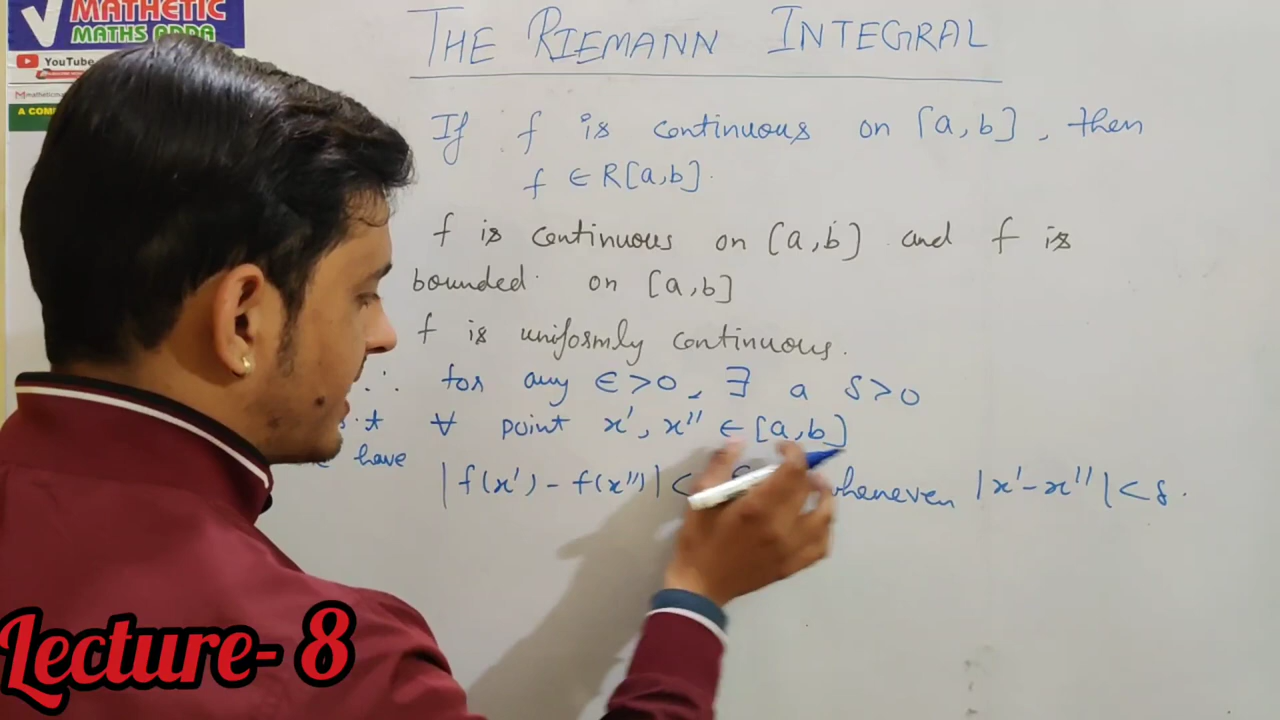 MATHETIC
MATHS ADDA
YouTube
A COM
THE RIEMANN INTEGRAL
If f is continuous on [a,b], then
f ∈ R[a,b].
f is continuous on [a,b] and f is
bounded on [a,b]
f is uniformly continuous.
∴ for any ϵ>0, ∃ a δ>0
s.t ∀ point x', x'' ∈ [a,b]
have
|f(x') - f(x'')| < whenever |x'-x''| < δ.
Lecture- 8